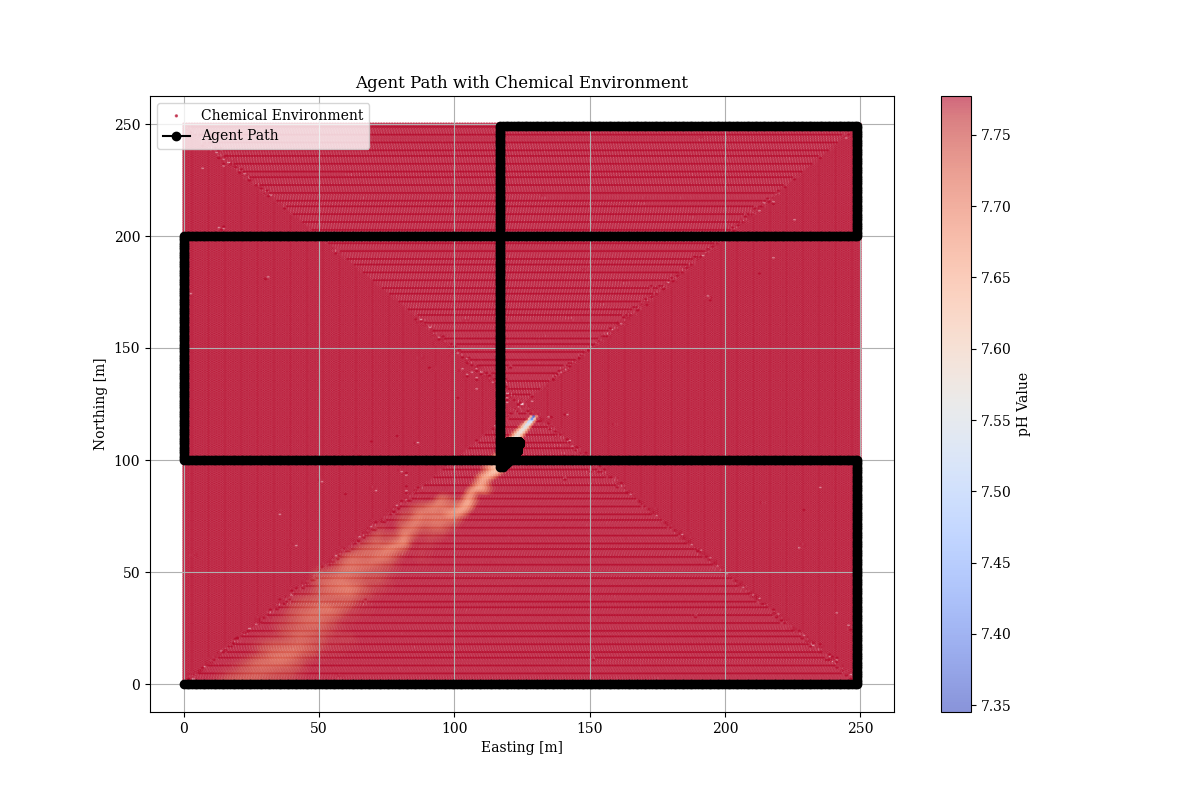 Agent Path with Chemical Environment
Chemical Environment
Agent Path
250
200
150
100
50
0
Northing [m]
0 50 100 150 200 250
Easting [m]
7.75
7.70
7.65
7.60
7.55
7.50
7.45
7.40
7.35
pH Value